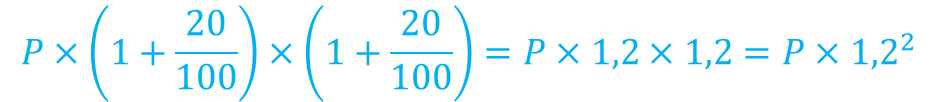 P × (1 + 20/100) × (1 + 20/100) = P × 1,2 × 1,2 = P × 1,2²